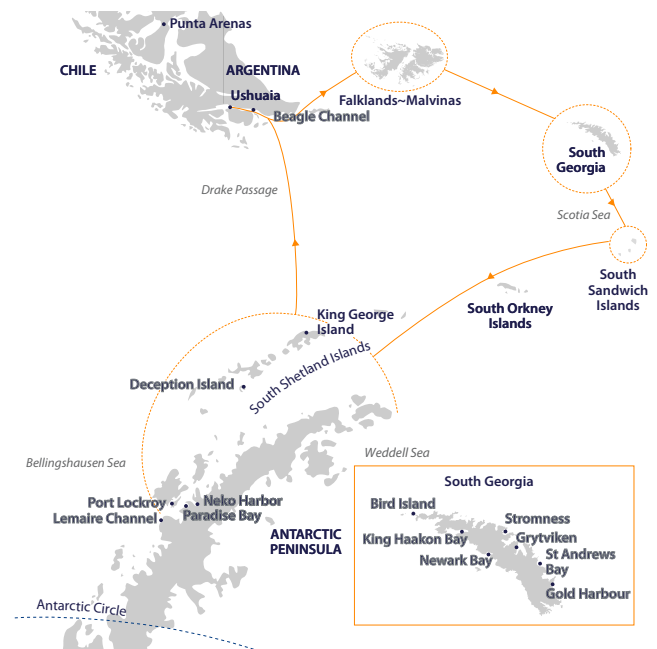 Punta Arenas
CHILE
ARGENTINA
Ushuaia
Beagle Channel
Falklands~Malvinas
South
Georgia
Drake Passage
Scotia Sea
South
Sandwich
Islands
South Orkney
Islands
King George
Island
South Shetland Islands
Deception Island
Bellingshausen Sea
Weddell Sea
Port Lockroy
Neko Harbor
Lemaire Channel
Paradise Bay
ANTARCTIC
PENINSULA
Antarctic Circle
South Georgia
Bird Island
Stromness
King Haakon Bay
Grytviken
Newark Bay
St Andrews
Bay
Gold Harbour